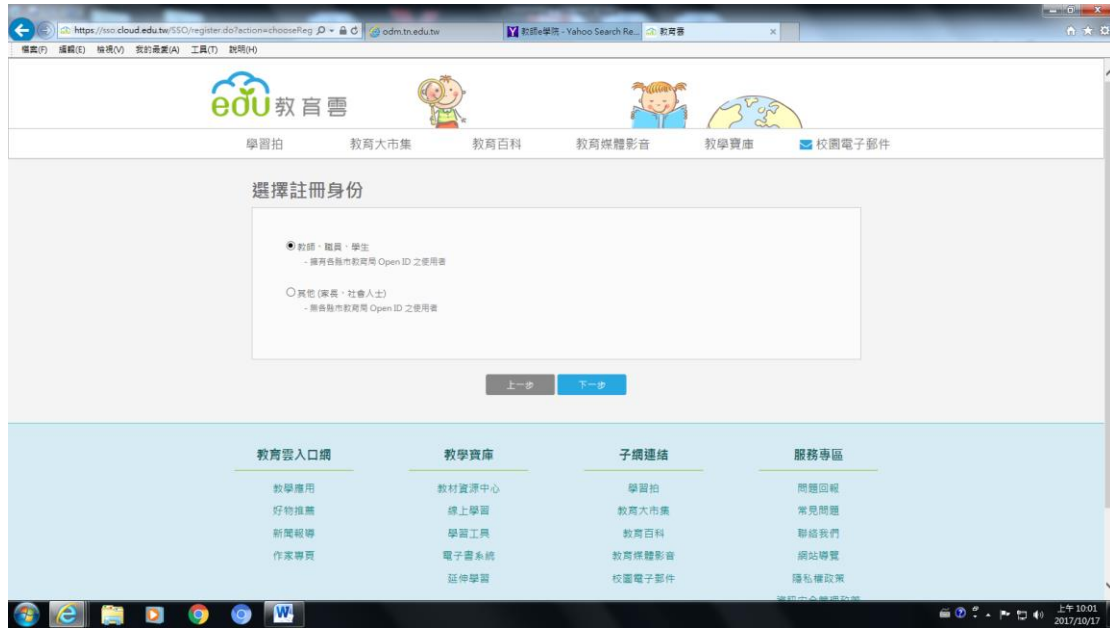 https://sso.cloud.edu.tw/SSO/register.do?action=chooseReg
odm.tn.edu.tw
教師e學院 - Yahoo Search Re...
教育雲
檔案(F) 編輯(E) 檢視(V) 我的最愛(A) 工具(T) 說明(H)
edu 教育雲
學習拍 教育大市集 教育百科 教育媒體影音 教學寶庫 校園電子郵件
選擇註冊身份
教師、職員、學生
- 擁有各縣市教育局 Open ID 之使用者
其他 (家長、社會人士)
- 無各縣市教育局 Open ID 之使用者
上一步 下一步
教育雲入口網 教學寶庫 子網連結 服務專區
教學應用 教材資源中心 學習拍 問題回報
好物推薦 線上學習 教育大市集 常見問題
新聞報導 學習工具 教育百科 聯絡我們
作家專頁 電子書系統 教育媒體影音 網站導覽
延伸學習 校園電子郵件 隱私權政策
資訊安全管理政策
上午 10:01
2017/10/17